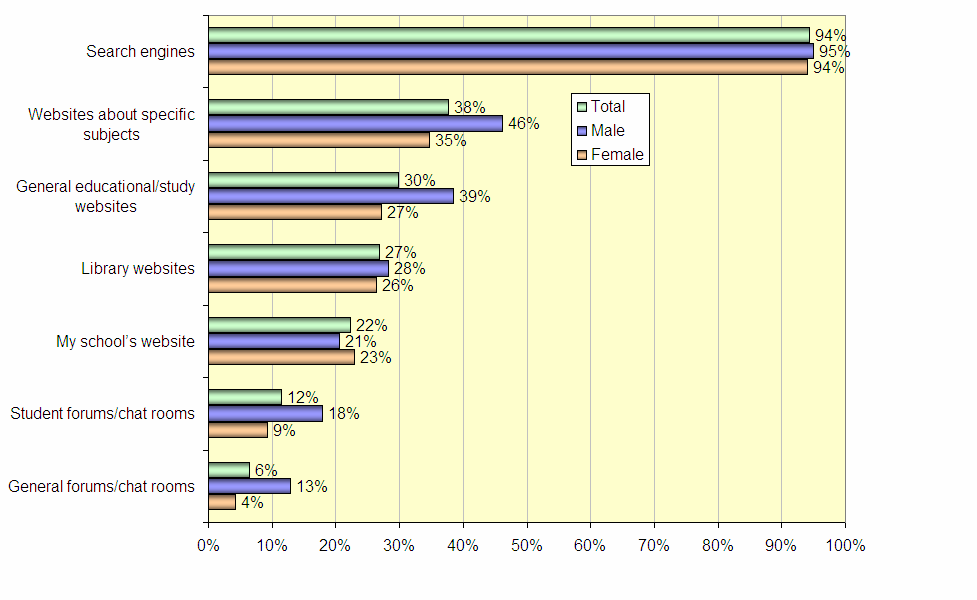 Search engines
94%
95%
94%
Websites about specific
subjects
38%
46%
35%
Total
Male
Female
General educational/study
websites
30%
39%
27%
Library websites
27%
28%
26%
My school's website
22%
21%
23%
Student forums/chat rooms
12%
18%
9%
General forums/chat rooms
6%
13%
4%
0% 10% 20% 30% 40% 50% 60% 70% 80% 90% 100%